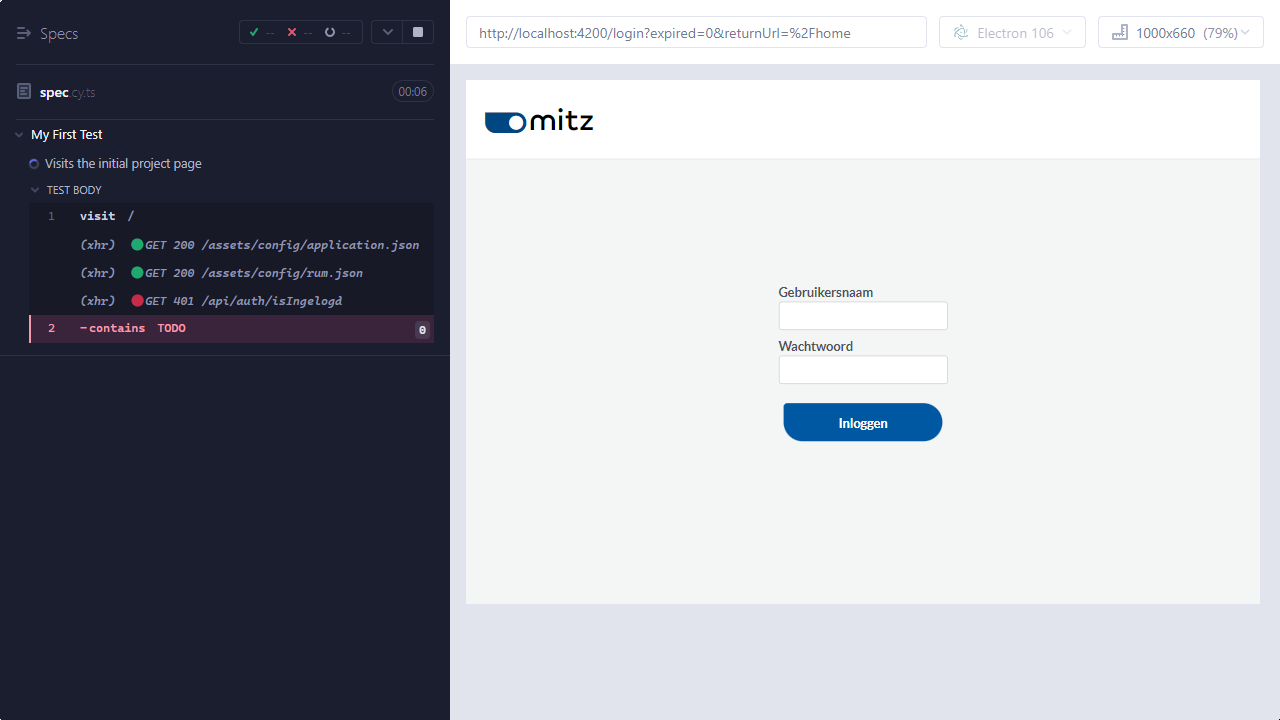 Specs
-- -- --
spec.cy.ts
00:06
My First Test
Visits the initial project page
TEST BODY
1 visit /
(xhr) GET 200 /assets/config/application.json
(xhr) GET 200 /assets/config/rum.json
(xhr) GET 401 /api/auth/isIngelogd
2 -contains TODO 0
http://localhost:4200/login?expired=0&returnUrl=%2Fhome
Electron 106
1000x660 (79%)
mitz
Gebruikersnaam
Wachtwoord
Inloggen